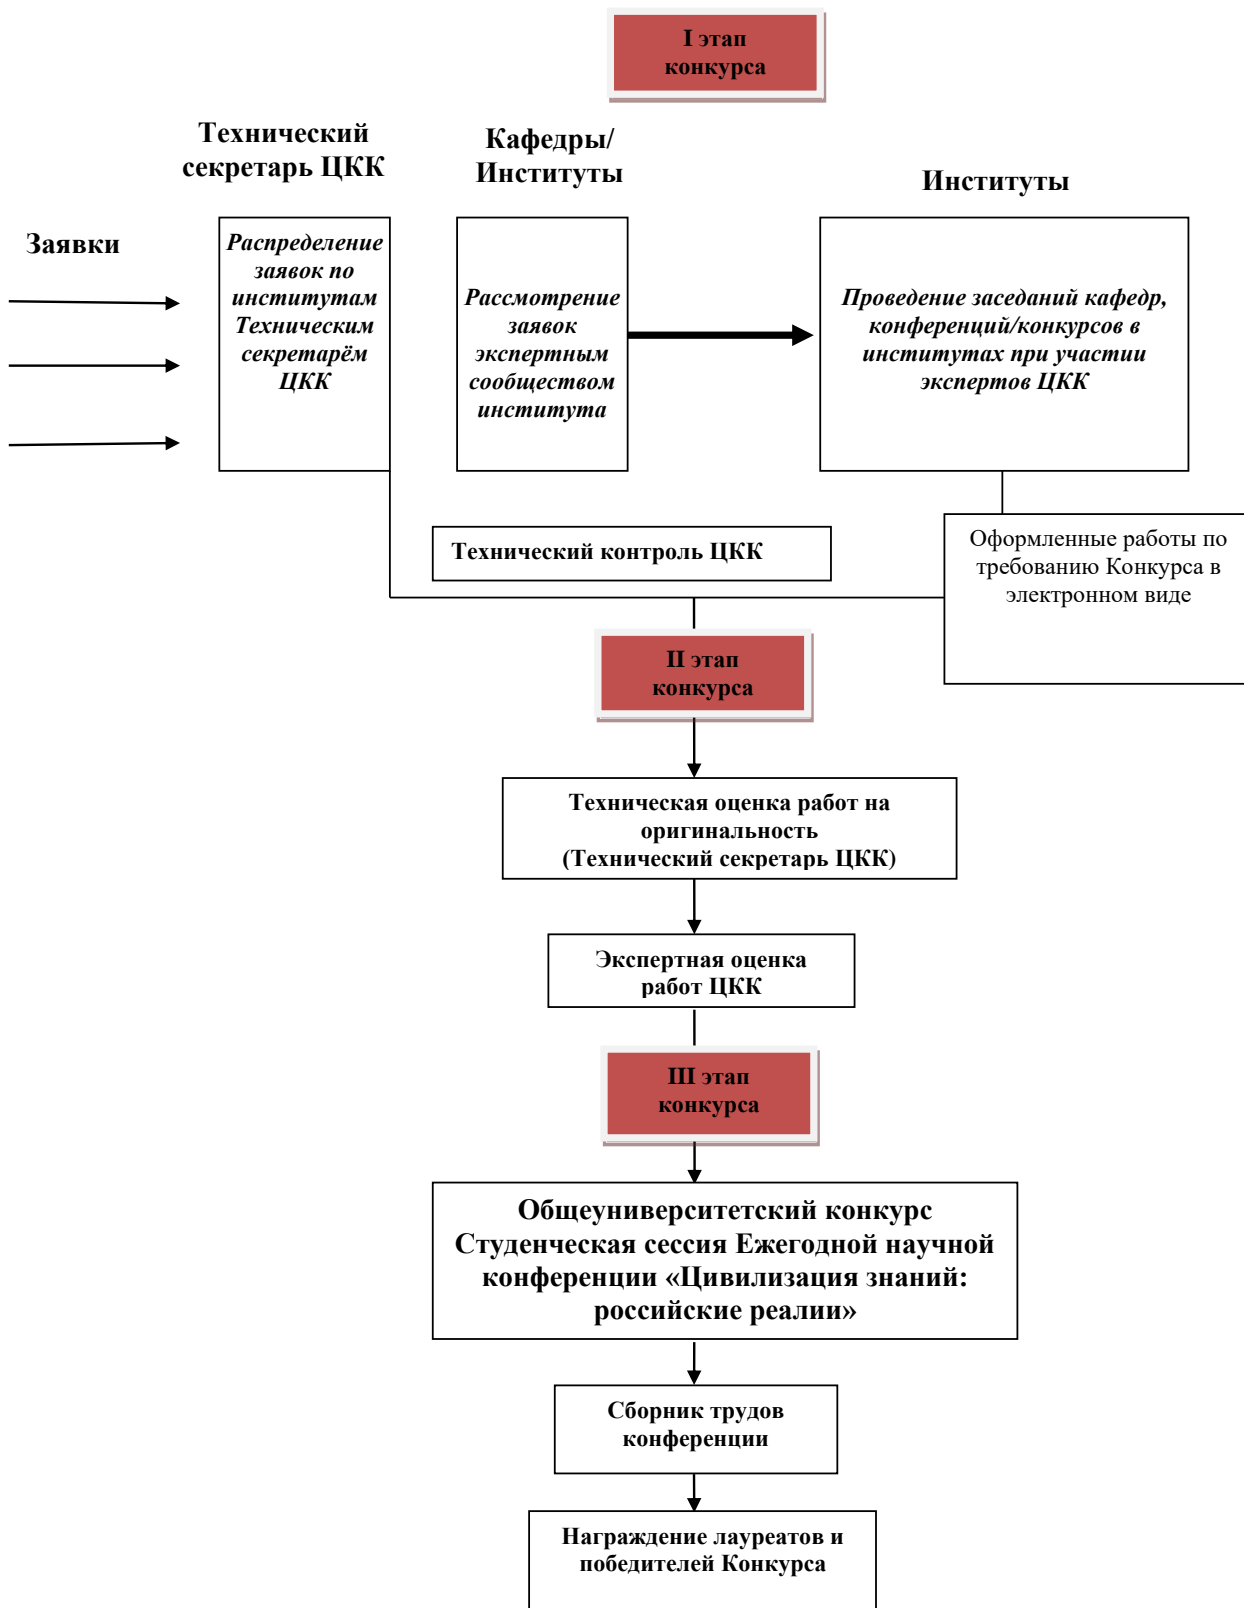 I этап
конкурса
Технический
секретарь ЦКК
Кафедры/
Институты
Институты
Заявки
Распределение
заявок по
институтам
Техническим
секретарём
ЦКК
Рассмотрение
заявок
экспертным
сообществом
института
Проведение заседаний кафедр,
конференций/конкурсов в
институтах при участии
экспертов ЦКК
Технический контроль ЦКК
Оформленные работы по
требованию Конкурса в
электронном виде
II этап
конкурса
Техническая оценка работ на
оригинальность
(Технический секретарь ЦКК)
Экспертная оценка
работ ЦКК
III этап
конкурса
Общеуниверситетский конкурс
Студенческая сессия Ежегодной научной
конференции «Цивилизация знаний:
российские реалии»
Сборник трудов
конференции
Награждение лауреатов и
победителей Конкурса